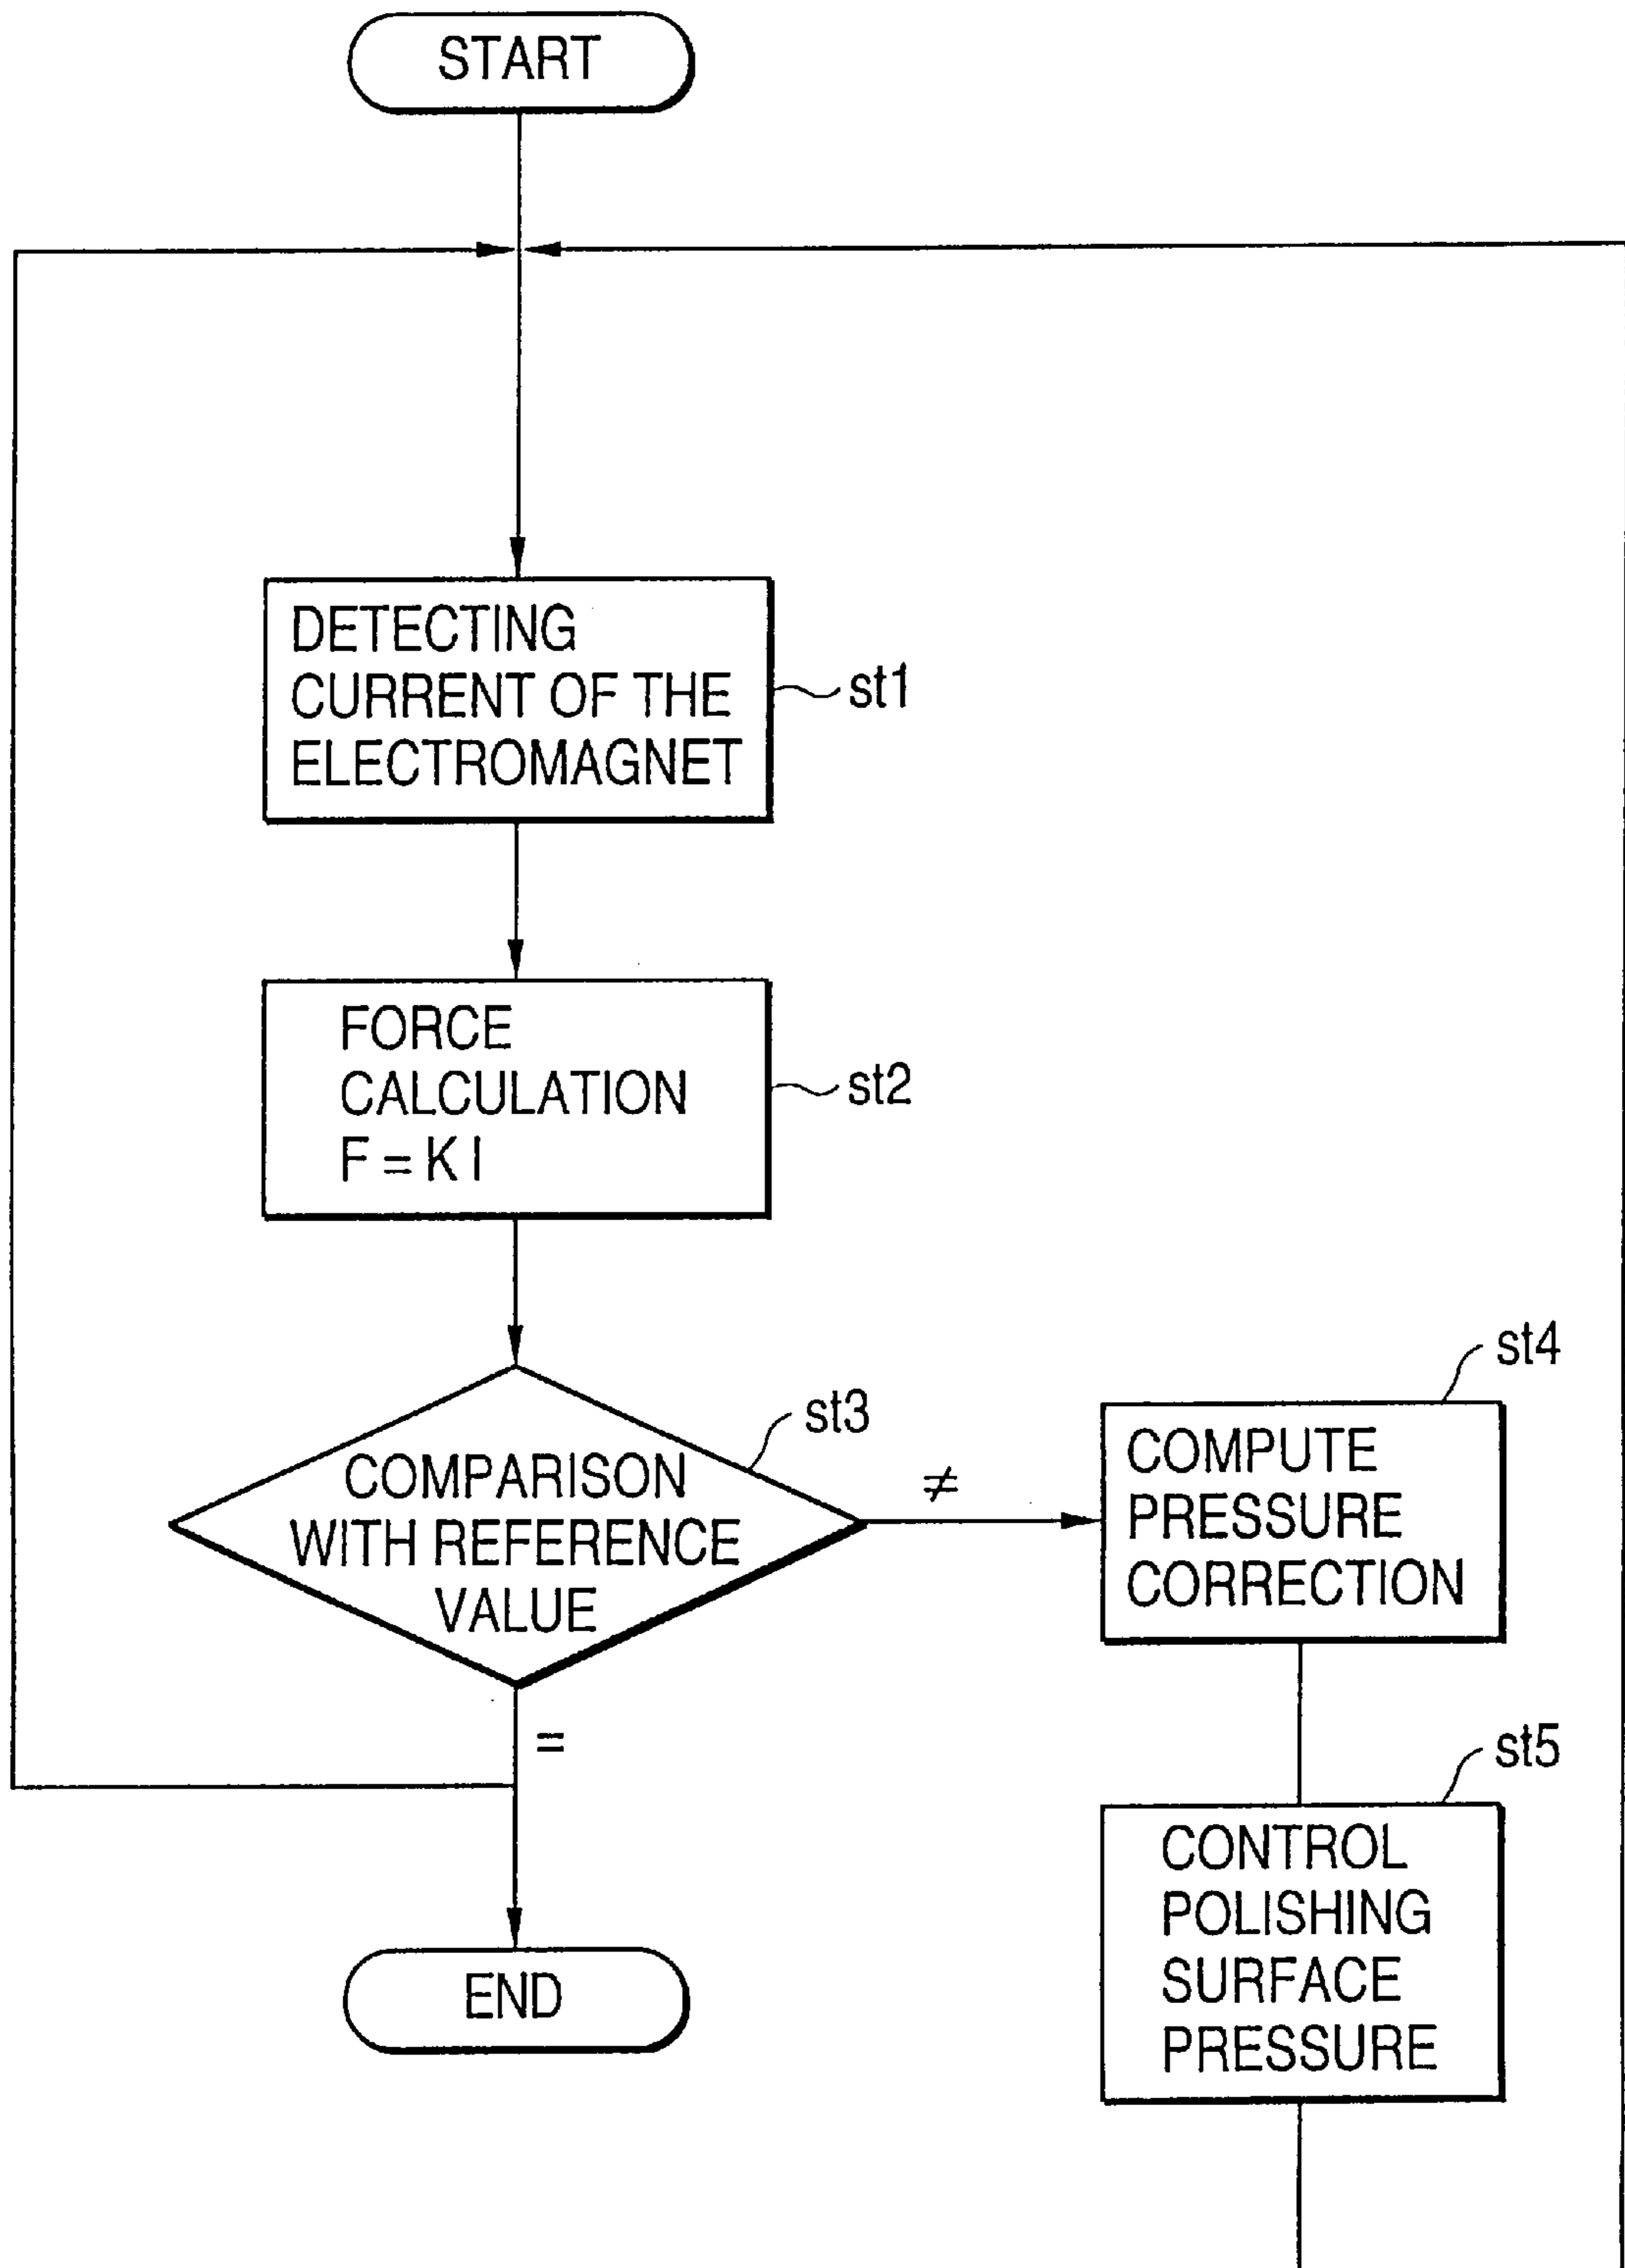 START
DETECTING
CURRENT OF THE
ELECTROMAGNET
st1
FORCE
CALCULATION
F = K I
st2
COMPARISON
WITH REFERENCE
VALUE
st3
≠
=
COMPUTE
PRESSURE
CORRECTION
st4
CONTROL
POLISHING
SURFACE
PRESSURE
st5
END